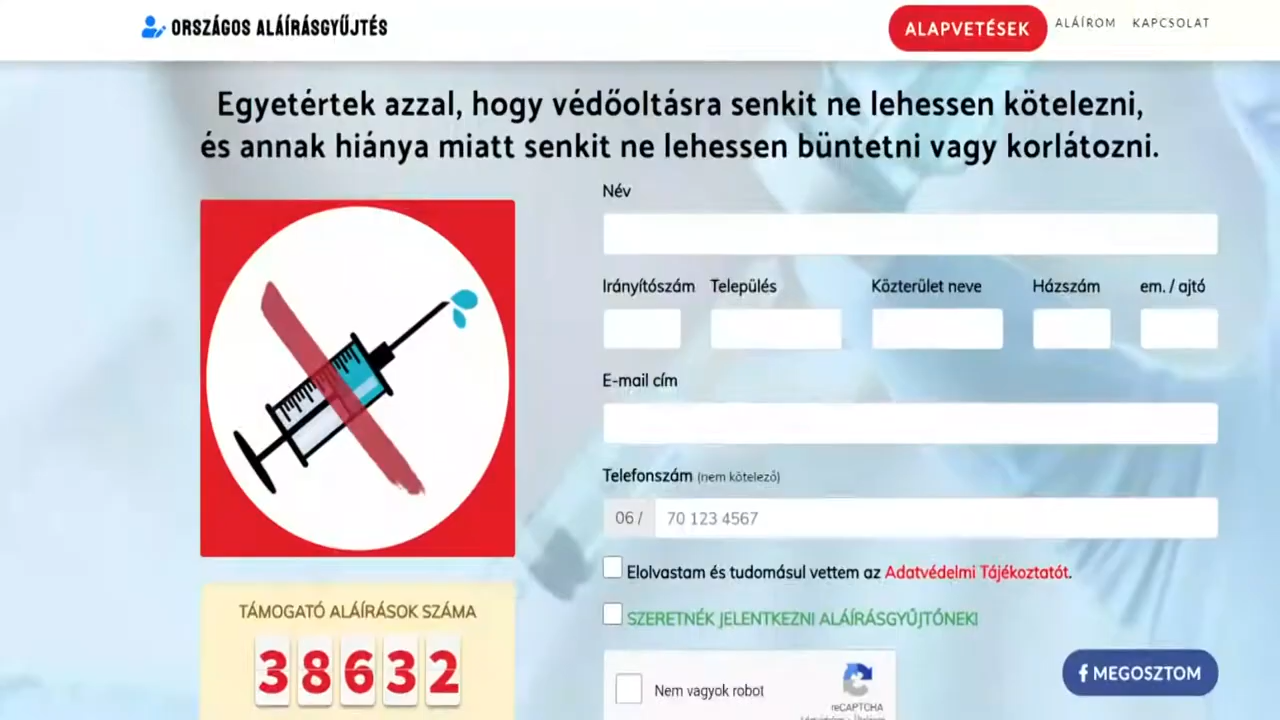 ORSZÁGOS ALÁÍRÁSGYŰJTÉS
ALAPVETÉSEK
ALÁÍROM
KAPCSOLAT
Egyetértek azzal, hogy védőoltásra senkit ne lehessen kötelezni,
és annak hiánya miatt senkit ne lehessen büntetni vagy korlátozni.
Név
Irányítószám Település Közterület neve Házszám em. / ajtó
E-mail cím
Telefonszám (nem kötelező)
06 / 70 123 4567
Elolvastam és tudomásul vettem az Adatvédelmi Tájékoztatót.
SZERETNÉK JELENTKEZNI ALÁÍRÁSGYŰJTŐNEK!
TÁMOGATÓ ALÁÍRÁSOK SZÁMA
38632
Nem vagyok robot
reCAPTCHA
f MEGOSZTOM